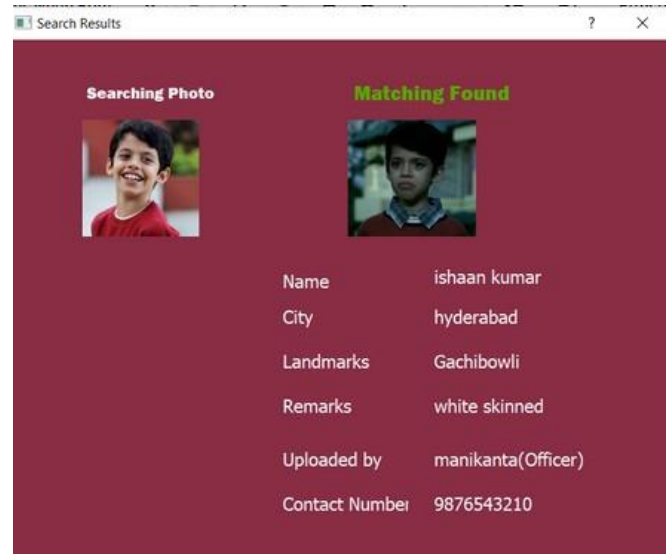 Search Results ? ×
Searching Photo Matching Found
Name ishaan kumar
City hyderabad
Landmarks Gachibowli
Remarks white skinned
Uploaded by manikanta(Officer)
Contact Number 9876543210